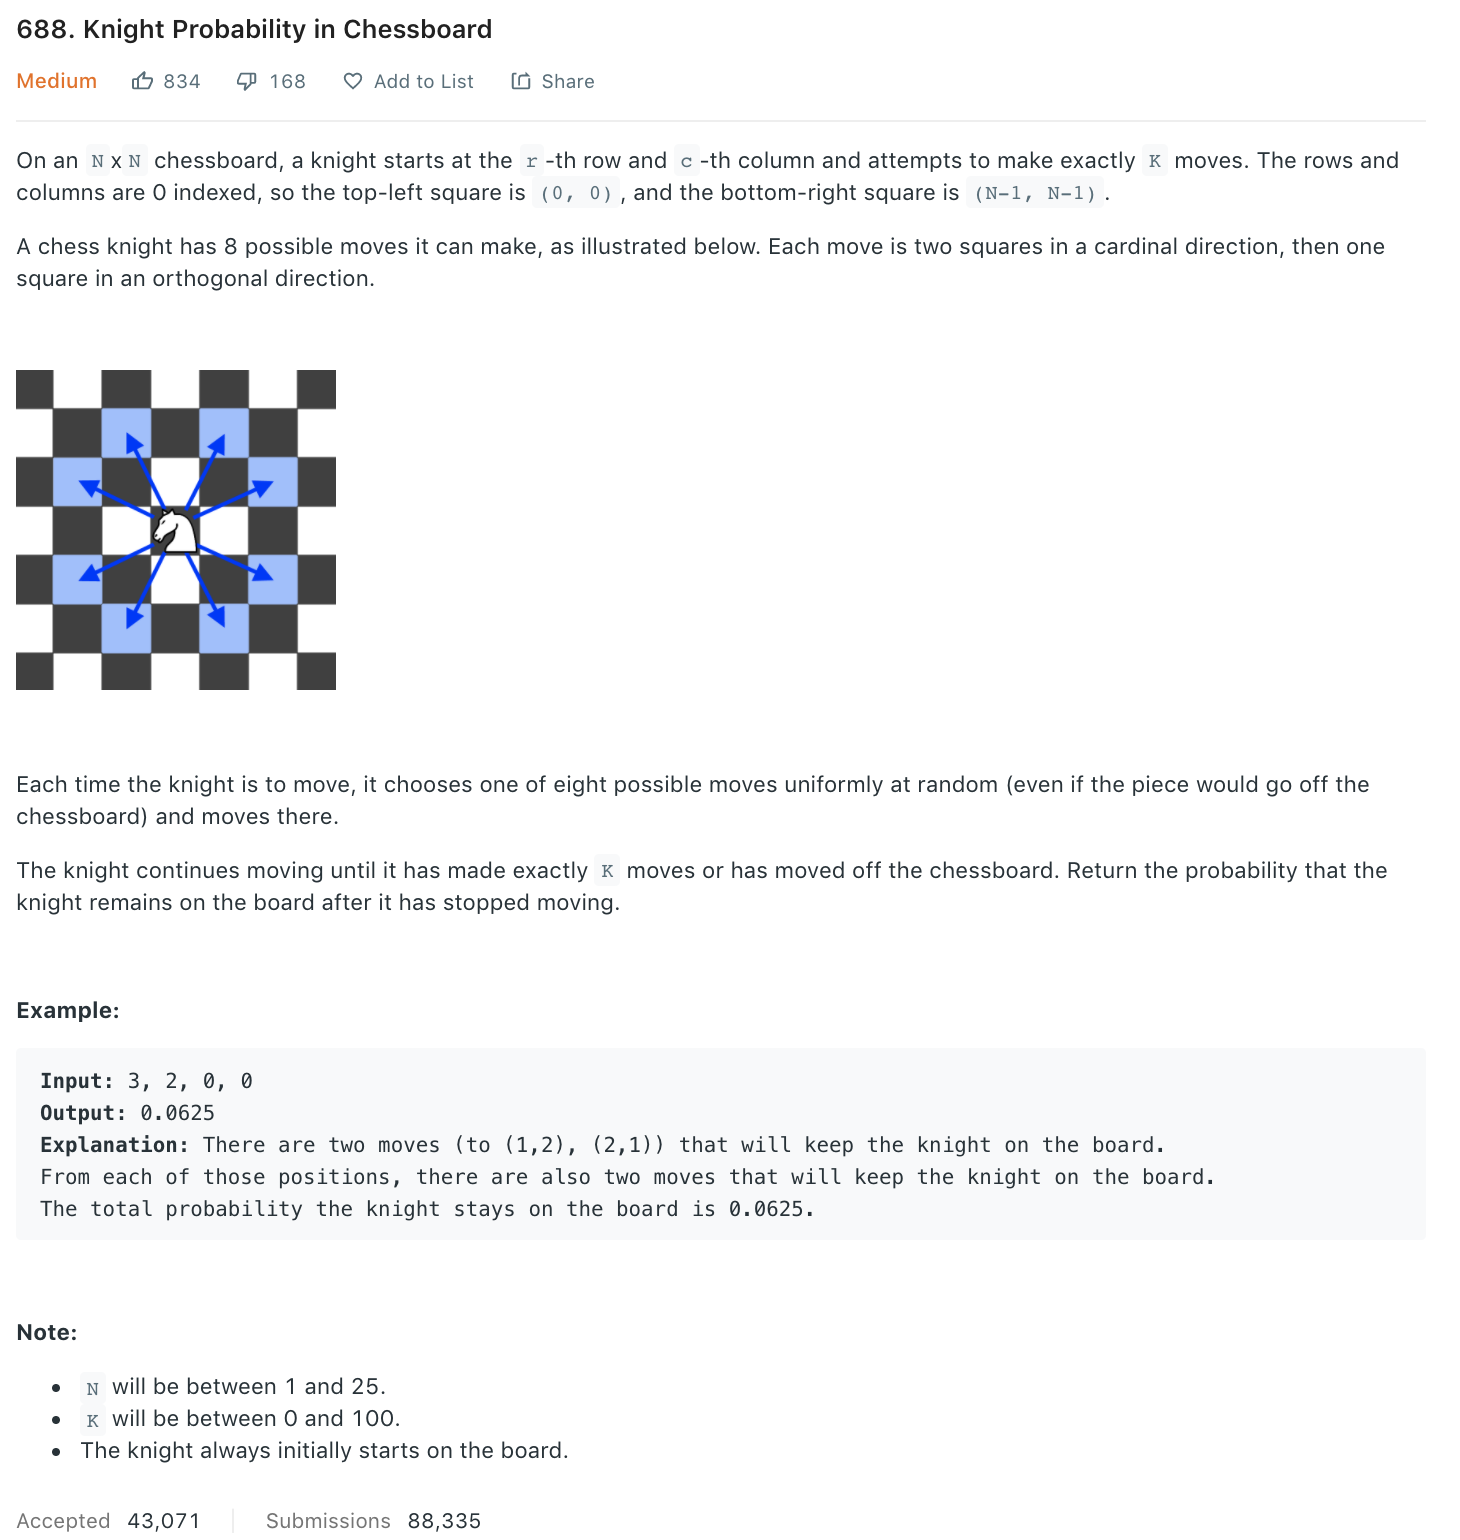 688. Knight Probability in Chessboard
Medium 834 168 Add to List Share
On an N x N chessboard, a knight starts at the r -th row and c -th column and attempts to make exactly K moves. The rows and
columns are 0 indexed, so the top-left square is (0, 0) , and the bottom-right square is (N-1, N-1) .
A chess knight has 8 possible moves it can make, as illustrated below. Each move is two squares in a cardinal direction, then one
square in an orthogonal direction.
Each time the knight is to move, it chooses one of eight possible moves uniformly at random (even if the piece would go off the
chessboard) and moves there.
The knight continues moving until it has made exactly K moves or has moved off the chessboard. Return the probability that the
knight remains on the board after it has stopped moving.
Example:
Input: 3, 2, 0, 0
Output: 0.0625
Explanation: There are two moves (to (1,2), (2,1)) that will keep the knight on the board.
From each of those positions, there are also two moves that will keep the knight on the board.
The total probability the knight stays on the board is 0.0625.
Note:
• N will be between 1 and 25.
• K will be between 0 and 100.
• The knight always initially starts on the board.
Accepted 43,071 Submissions 88,335